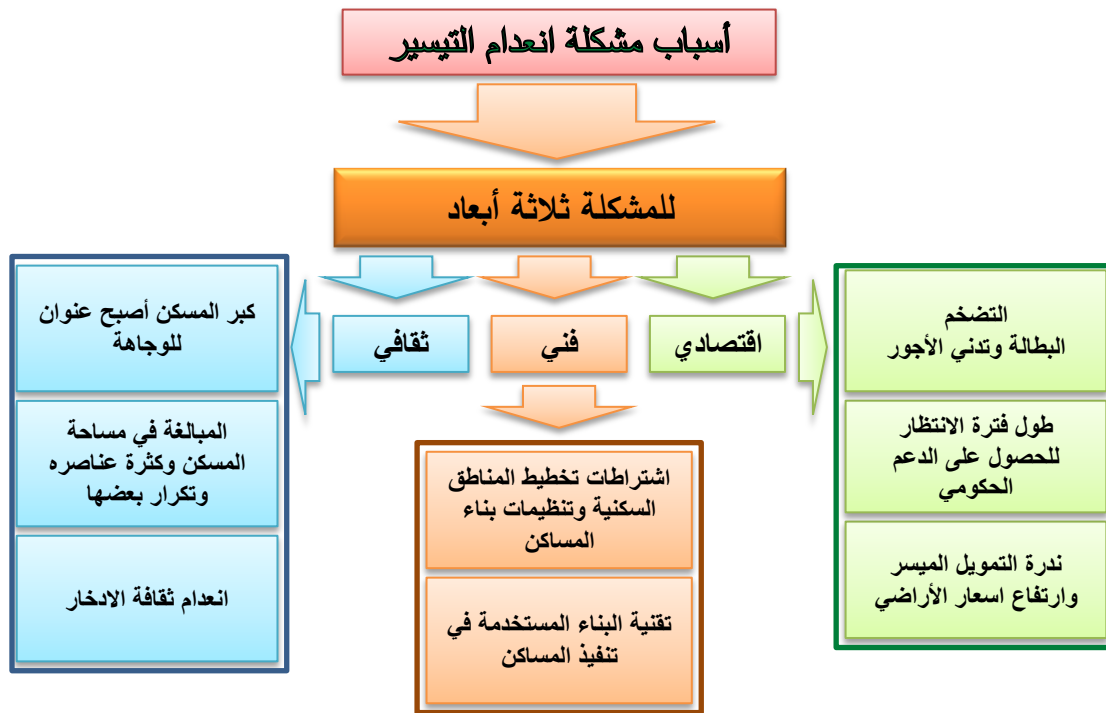 أسباب مشكلة انعدام التيسير
للمشكلة ثلاثة أبعاد
اقتصادي
فني
ثقافي
التضخم
البطالة وتدني الأجور
طول فترة الانتظار
للحصول على الدعم
الحكومي
ندرة التمويل الميسر
وارتفاع اسعار الأراضي
اشتراطات تخطيط المناطق
السكنية وتنظيمات بناء
المساكن
تقنية البناء المستخدمة في
تنفيذ المساكن
كبر المسكن أصبح عنوان
للوجاهة
المبالغة في مساحة
المسكن وكثرة عناصره
وتكرار بعضها
انعدام ثقافة الادخار